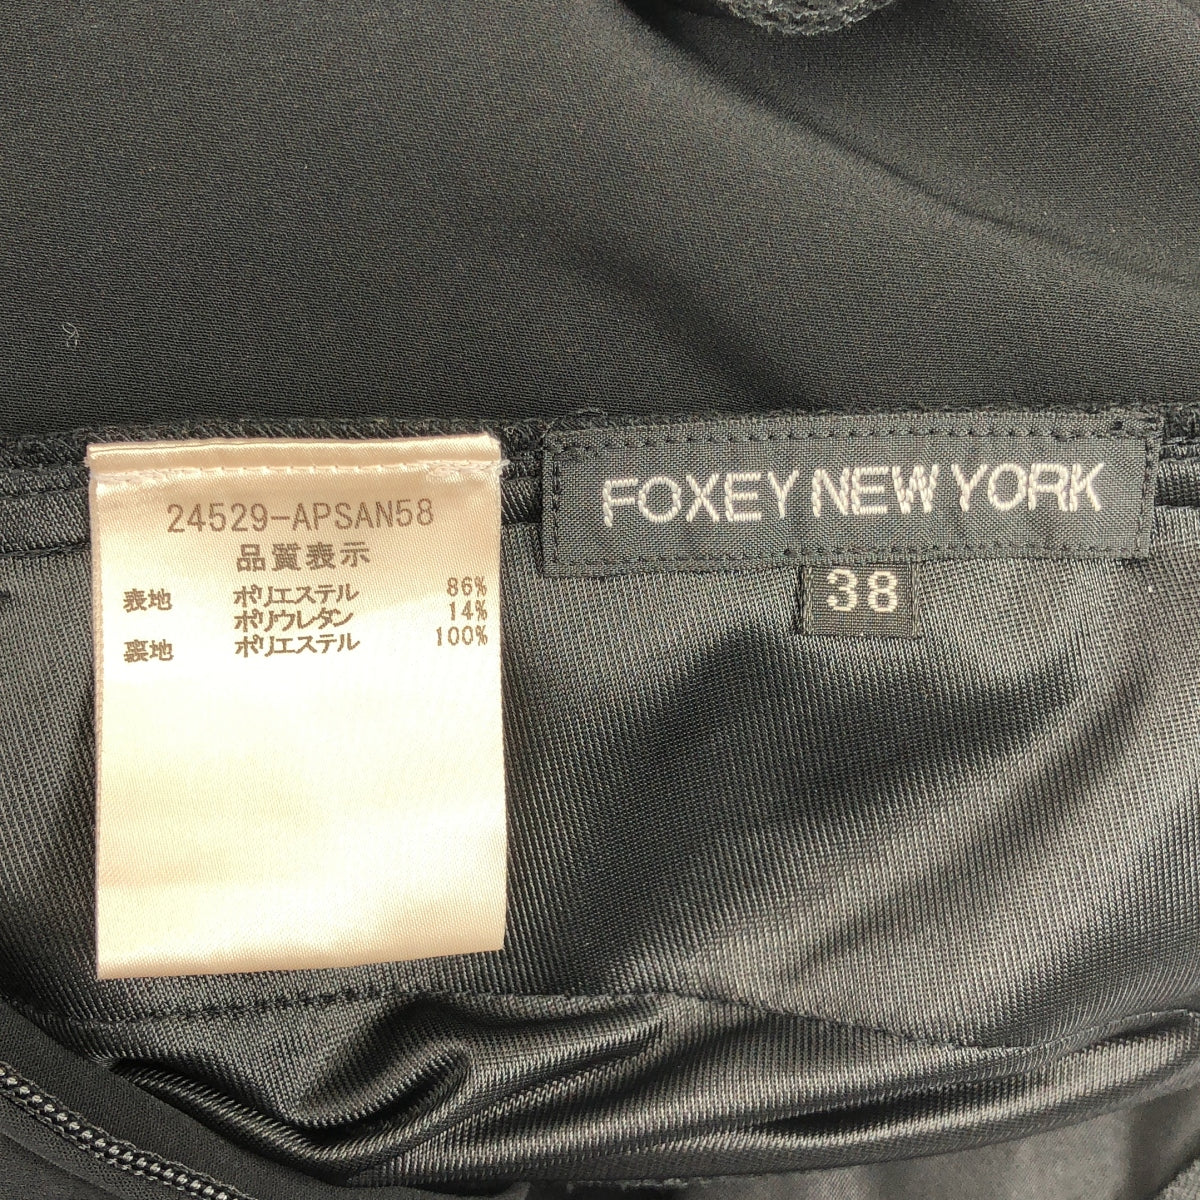 24529-APSAN58
品質表示
表地 ポリエステル 86%
ポリウレタン 14%
裏地 ポリエステル 100%
FOXEY NEW YORK
38